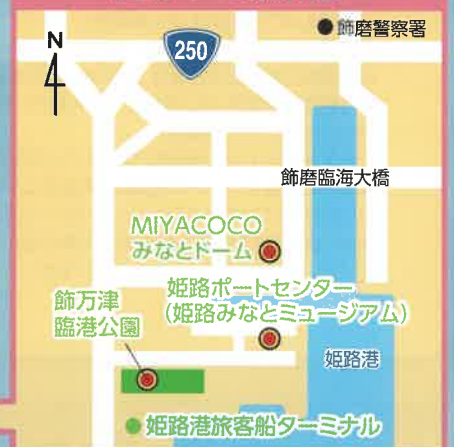 飾磨警察署
N
250
飾磨臨海大橋
MIYACOCO
みなとドーム
姫路ポートセンター
(姫路みなとミュージアム)
飾万津
臨港公園
姫路港
姫路港旅客船ターミナル